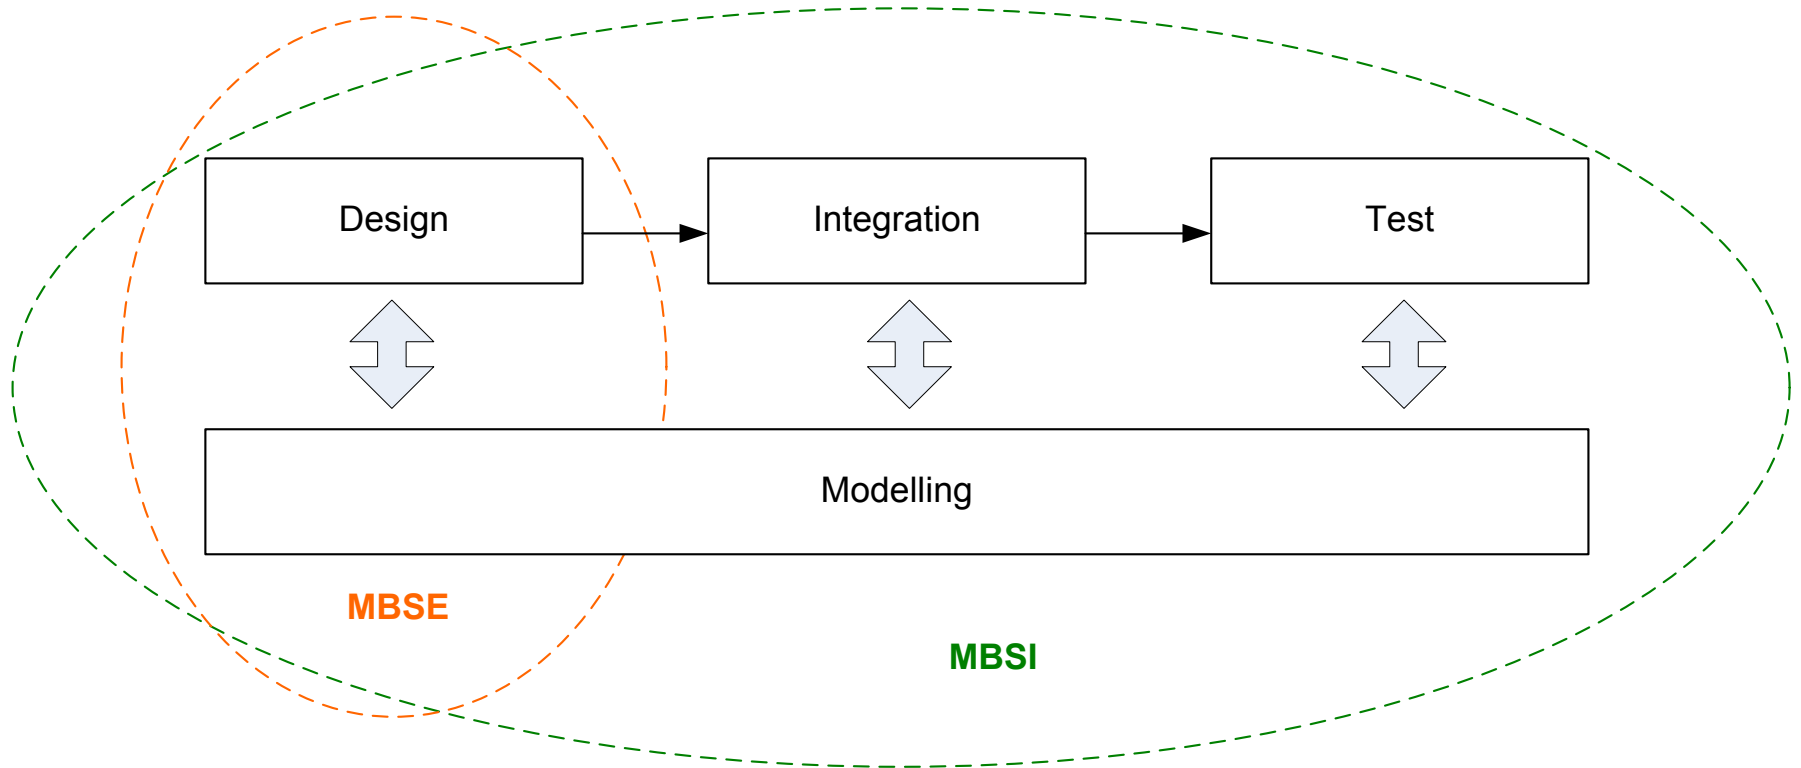 Design
Integration
Test
Modelling
MBSE
MBSI